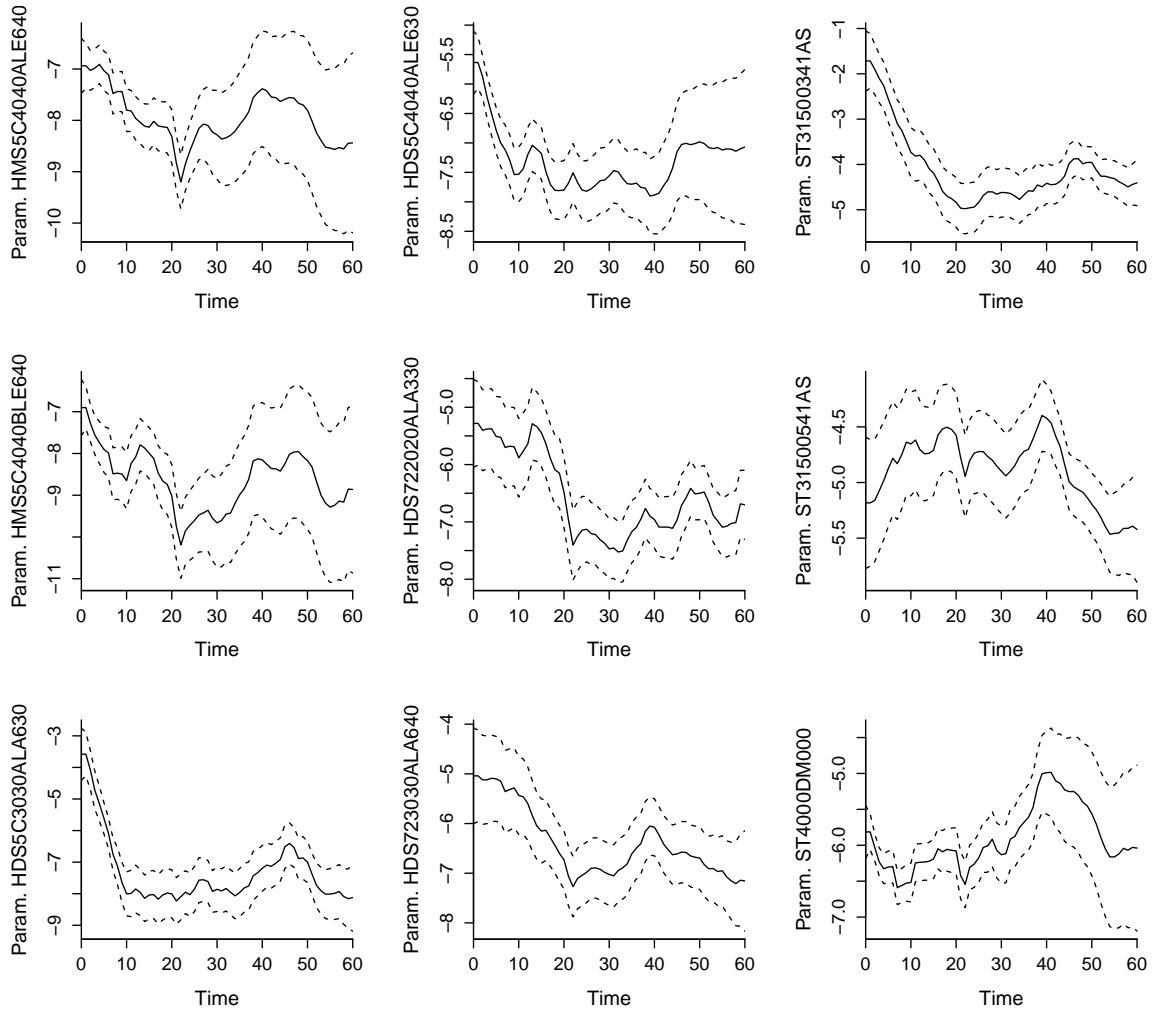 Param. HMS5C4040ALE640
−7
−8
−9
−10
0 10 20 30 40 50 60
Time
Param. HDS5C4040ALE630
−5.5
−6.5
−7.5
−8.5
0 10 20 30 40 50 60
Time
Param. ST31500341AS
−1
−2
−3
−4
−5
0 10 20 30 40 50 60
Time
Param. HMS5C4040BLE640
−7
−8
−9
−11
0 10 20 30 40 50 60
Time
Param. HDS722020ALA330
−5.0
−6.0
−7.0
−8.0
0 10 20 30 40 50 60
Time
Param. ST31500541AS
−4.5
−5.0
−5.5
0 10 20 30 40 50 60
Time
Param. HDS5C3030ALA630
−3
−5
−7
−9
0 10 20 30 40 50 60
Time
Param. HDS723030ALA640
−4
−5
−6
−7
−8
0 10 20 30 40 50 60
Time
Param. ST4000DM000
−5.0
−6.0
−7.0
0 10 20 30 40 50 60
Time